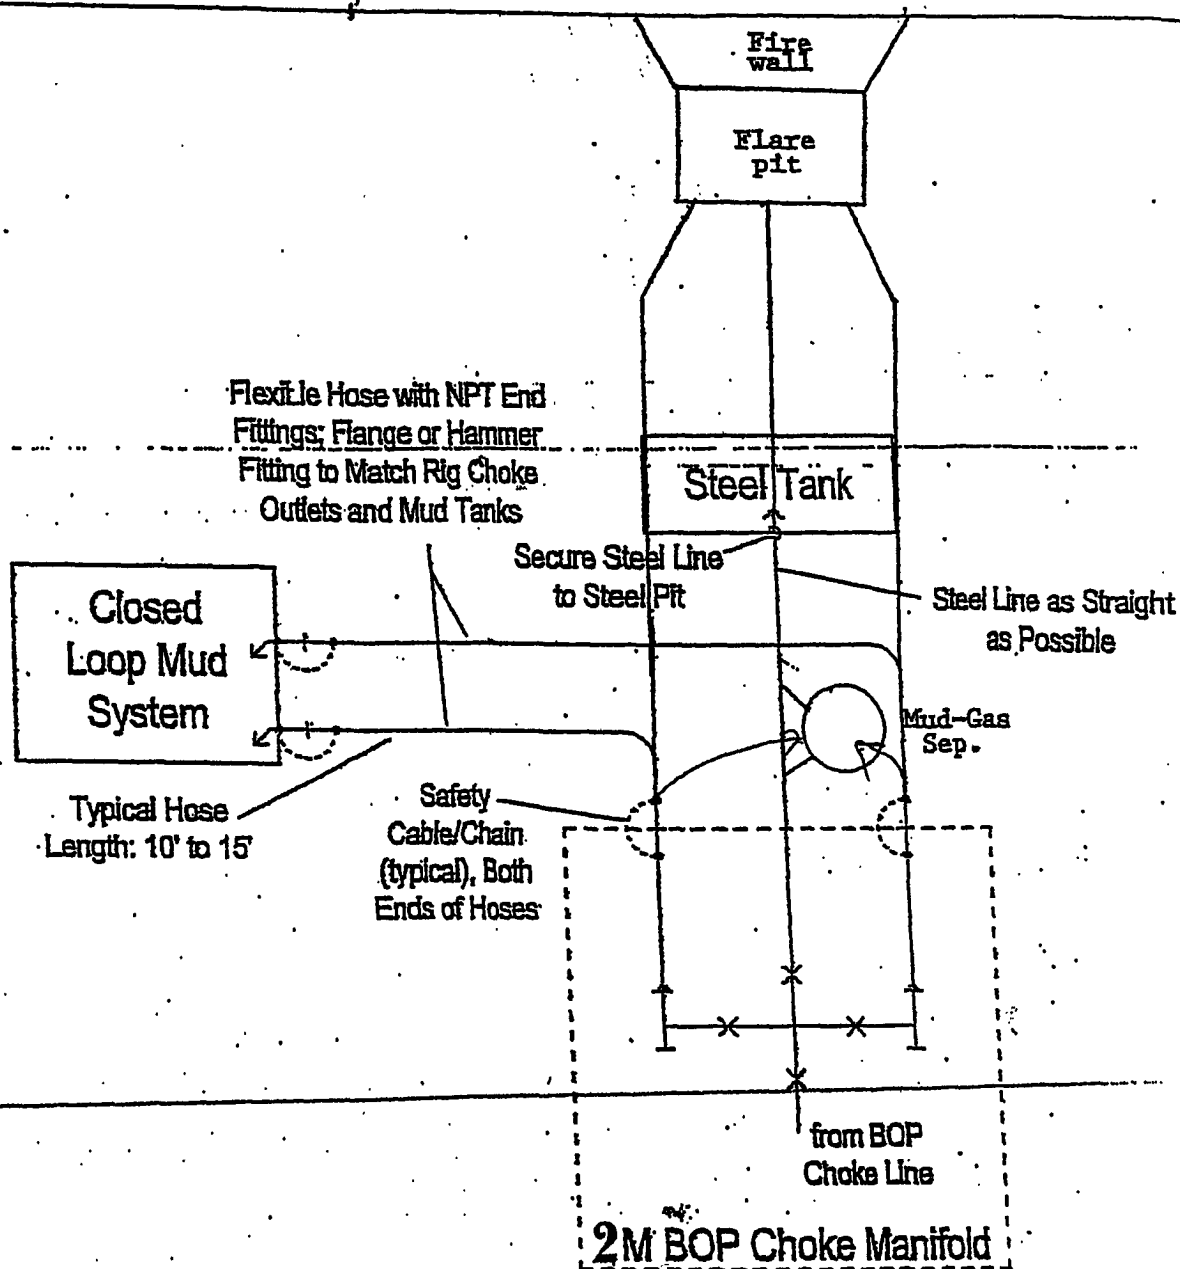 Fire
wall
Flare
pit
Flexible Hose with NPT End
Fittings; Flange or Hammer
Fitting to Match Rig Choke
Outlets and Mud Tanks
Steel Tank
Secure Steel Line
to Steel Pit
Steel Line as Straight
as Possible
Closed
Loop Mud
System
Mud-Gas
Sep.
Typical Hose
Length: 10' to 15'
Safety
Cable/Chain
(typical), Both
Ends of Hoses
from BOP
Choke Line
2M BOP Choke Manifold